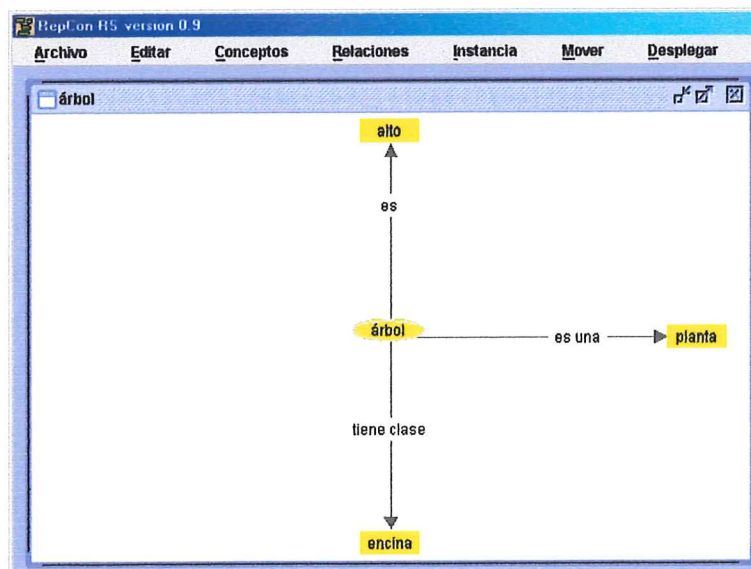 RepCon R5 version 0.9
Archivo Editar Conceptos Relaciones Instancia Mover Desplegar
árbol
alto
es
árbol es una planta
tiene clase
encina